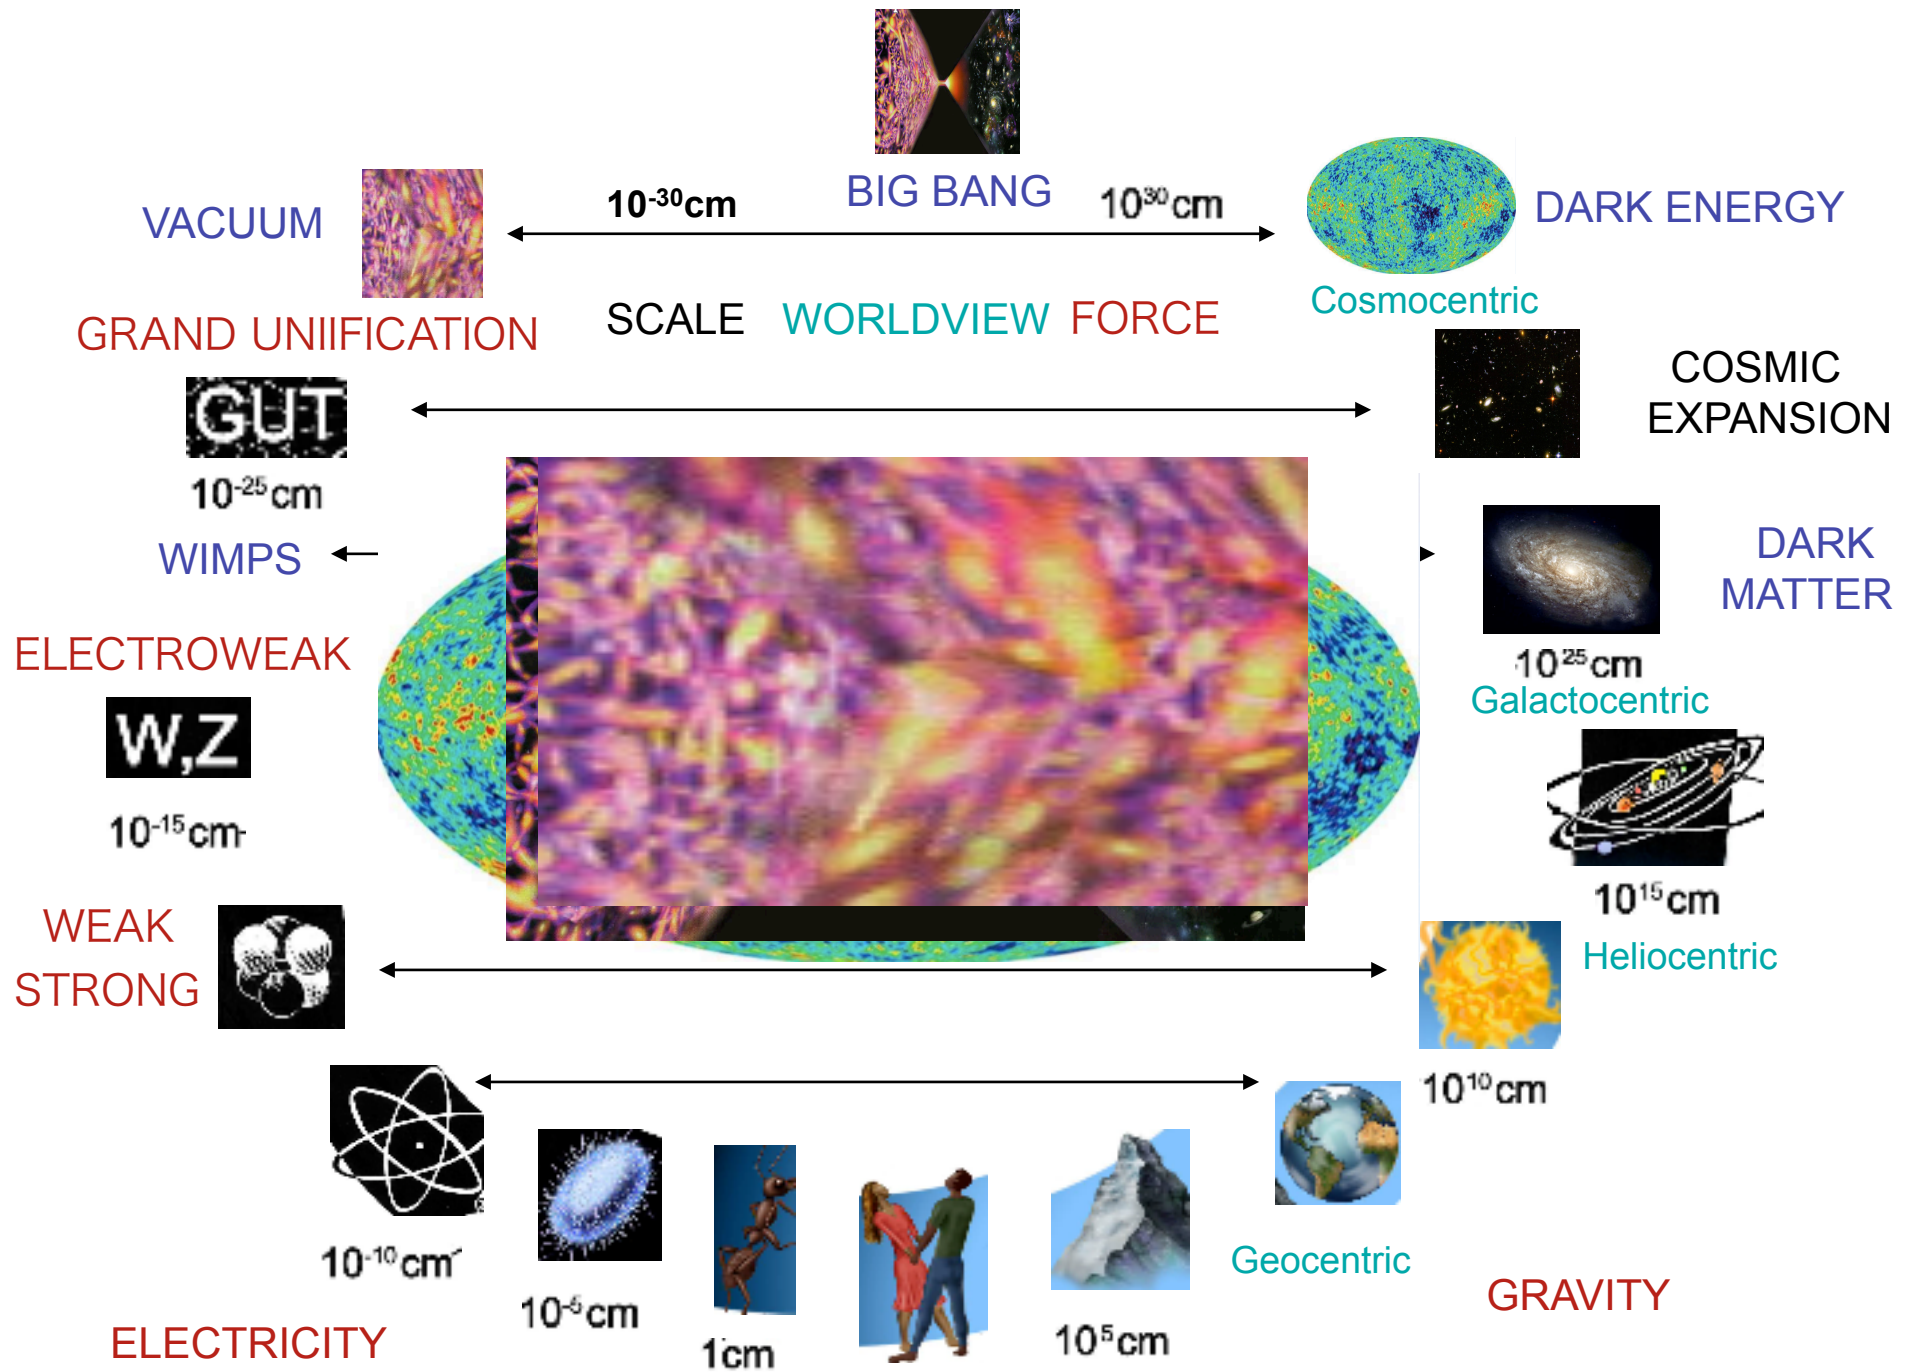 BIG BANG
VACUUM
10⁻³⁰cm
10³⁰cm
DARK ENERGY
Cosmocentric
GRAND UNIIFICATION
SCALE WORLDVIEW FORCE
GUT
COSMIC
EXPANSION
10⁻²⁵cm
WIMPS
DARK
MATTER
ELECTROWEAK
10²⁵cm
Galactocentric
W,Z
10⁻¹⁵cm
10¹⁵cm
WEAK
STRONG
Heliocentric
10¹⁰cm
10⁻¹⁰cm
Geocentric
10⁻⁵cm
GRAVITY
ELECTRICITY
1cm
10⁵cm